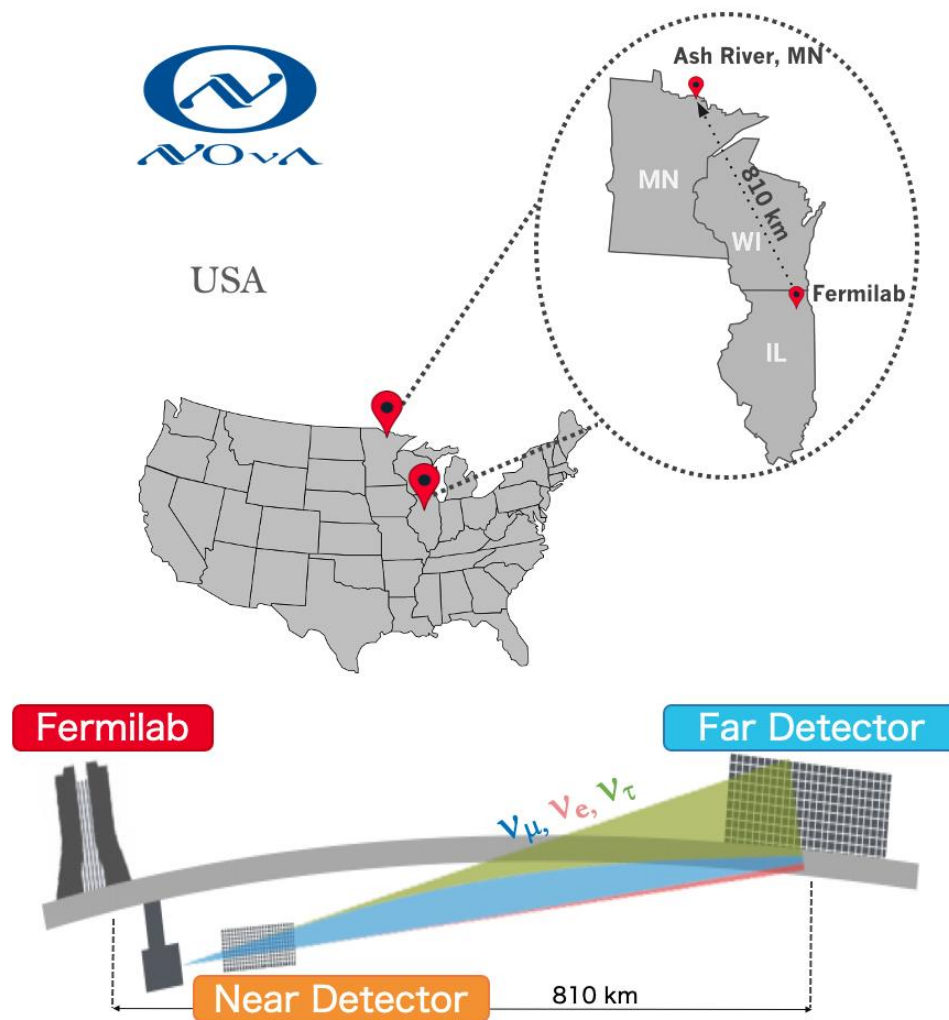 NOνA
USA
Ash River, MN
MN
810 km
WI
Fermilab
IL
Fermilab
Far Detector
νμ, νe, ντ
Near Detector
810 km